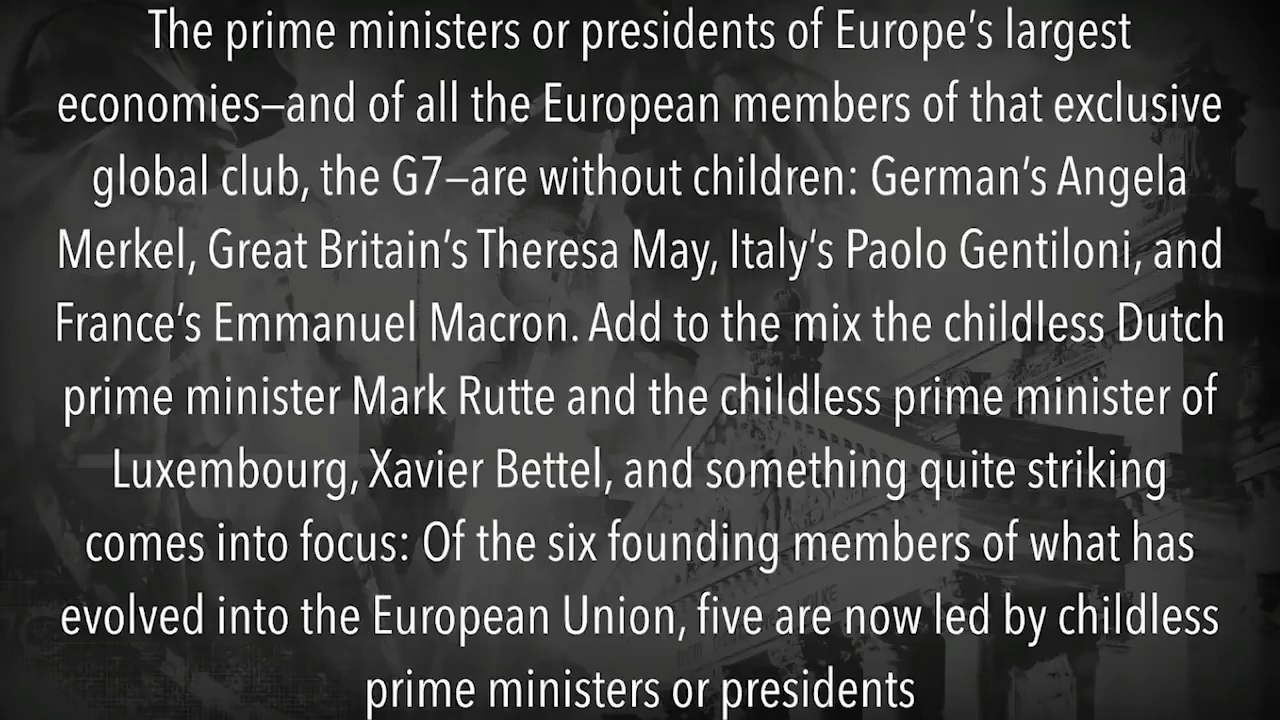 The prime ministers or presidents of Europe’s largest
economies—and of all the European members of that exclusive
global club, the G7—are without children: German’s Angela
Merkel, Great Britain’s Theresa May, Italy’s Paolo Gentiloni, and
France’s Emmanuel Macron. Add to the mix the childless Dutch
prime minister Mark Rutte and the childless prime minister of
Luxembourg, Xavier Bettel, and something quite striking
comes into focus: Of the six founding members of what has
evolved into the European Union, five are now led by childless
prime ministers or presidents